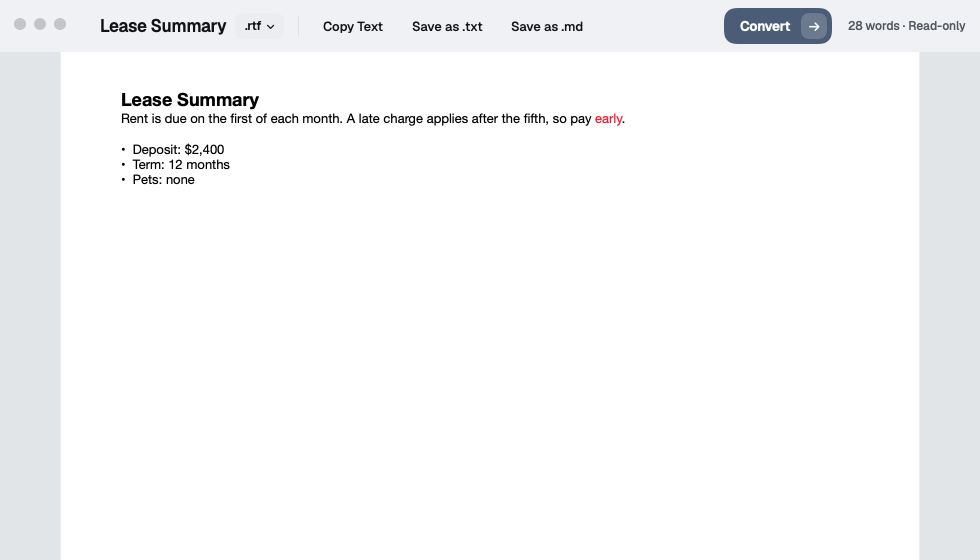 Lease Summary .rtf Copy Text Save as .txt Save as .md Convert → 28 words · Read-only
Lease Summary
Rent is due on the first of each month. A late charge applies after the fifth, so pay early.
• Deposit: $2,400
• Term: 12 months
• Pets: none